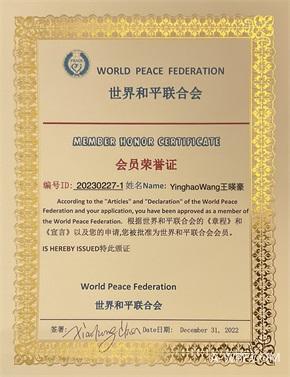 PEACE
WORLD PEACE FEDERATION
世界和平联合会
MEMBER HONOR CERTIFICATE
会员荣誉证
编号ID: 20230227-1 姓名Name: YinghaoWang王暎豪
According to the "Articles" and "Declaration" of the World Peace
Federation and your application, you have been approved as a member of
the World Peace Federation. 根据世界和平联合会的《章程》和
《宣言》以及您的申请,您被批准为世界和平联合会会员。
IS HEREBY ISSUED特此颁证
World Peace Federation
世界和平联合会
签署: Date日期: December 31, 2022